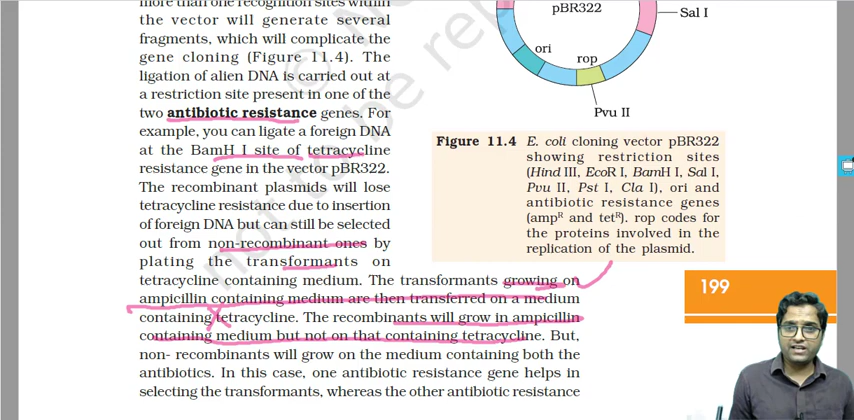 more than one recognition sites within
the vector will generate several
fragments, which will complicate the
gene cloning (Figure 11.4). The
ligation of alien DNA is carried out at
a restriction site present in one of the
two antibiotic resistance genes. For
example, you can ligate a foreign DNA
at the BamH I site of tetracycline
resistance gene in the vector pBR322.
The recombinant plasmids will lose
tetracycline resistance due to insertion
of foreign DNA but can still be selected
out from non-recombinant ones by
plating the transformants on
tetracycline containing medium. The transformants growing on
ampicillin containing medium are then transferred on a medium
containing tetracycline. The recombinants will grow in ampicillin
containing medium but not on that containing tetracycline. But,
non- recombinants will grow on the medium containing both the
antibiotics. In this case, one antibiotic resistance gene helps in
selecting the transformants, whereas the other antibiotic resistance
pBR322
Sal I
ori
rop
Pvu II
Figure 11.4 E. coli cloning vector pBR322
showing restriction sites
(Hind III, EcoR I, BamH I, Sal I,
Pvu II, Pst I, Cla I), ori and
antibiotic resistance genes
(ampR and tetR). rop codes for
the proteins involved in the
replication of the plasmid.
199
not to be rep